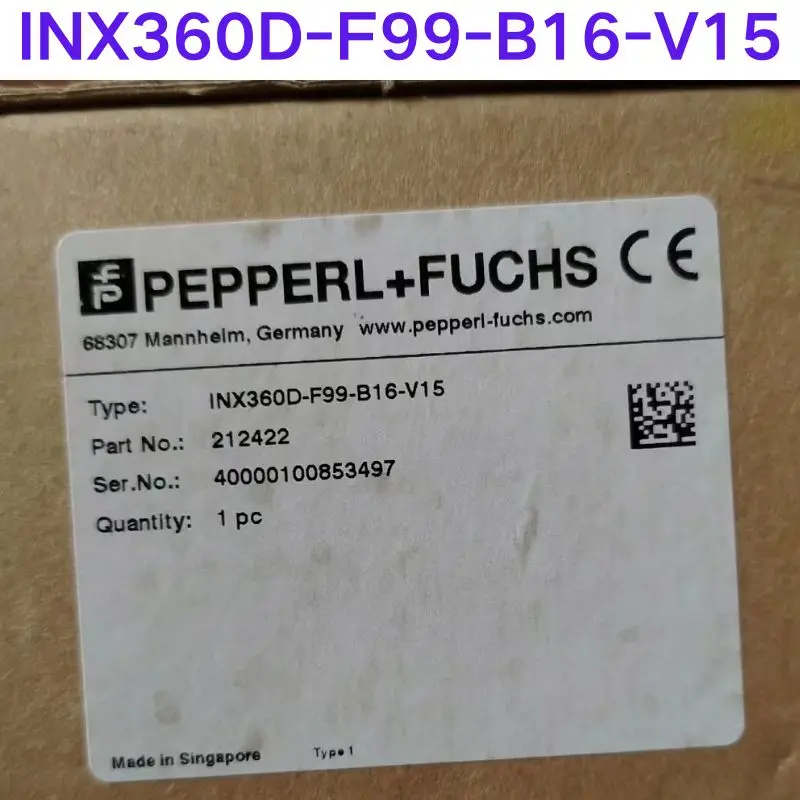 INX360D-F99-B16-V15
PEPPERL+FUCHS CE
68307 Mannheim, Germany www.pepperl-fuchs.com
Type: INX360D-F99-B16-V15
Part No.: 212422
Ser.No.: 40000100853497
Quantity: 1 pc
Made in Singapore Type 1